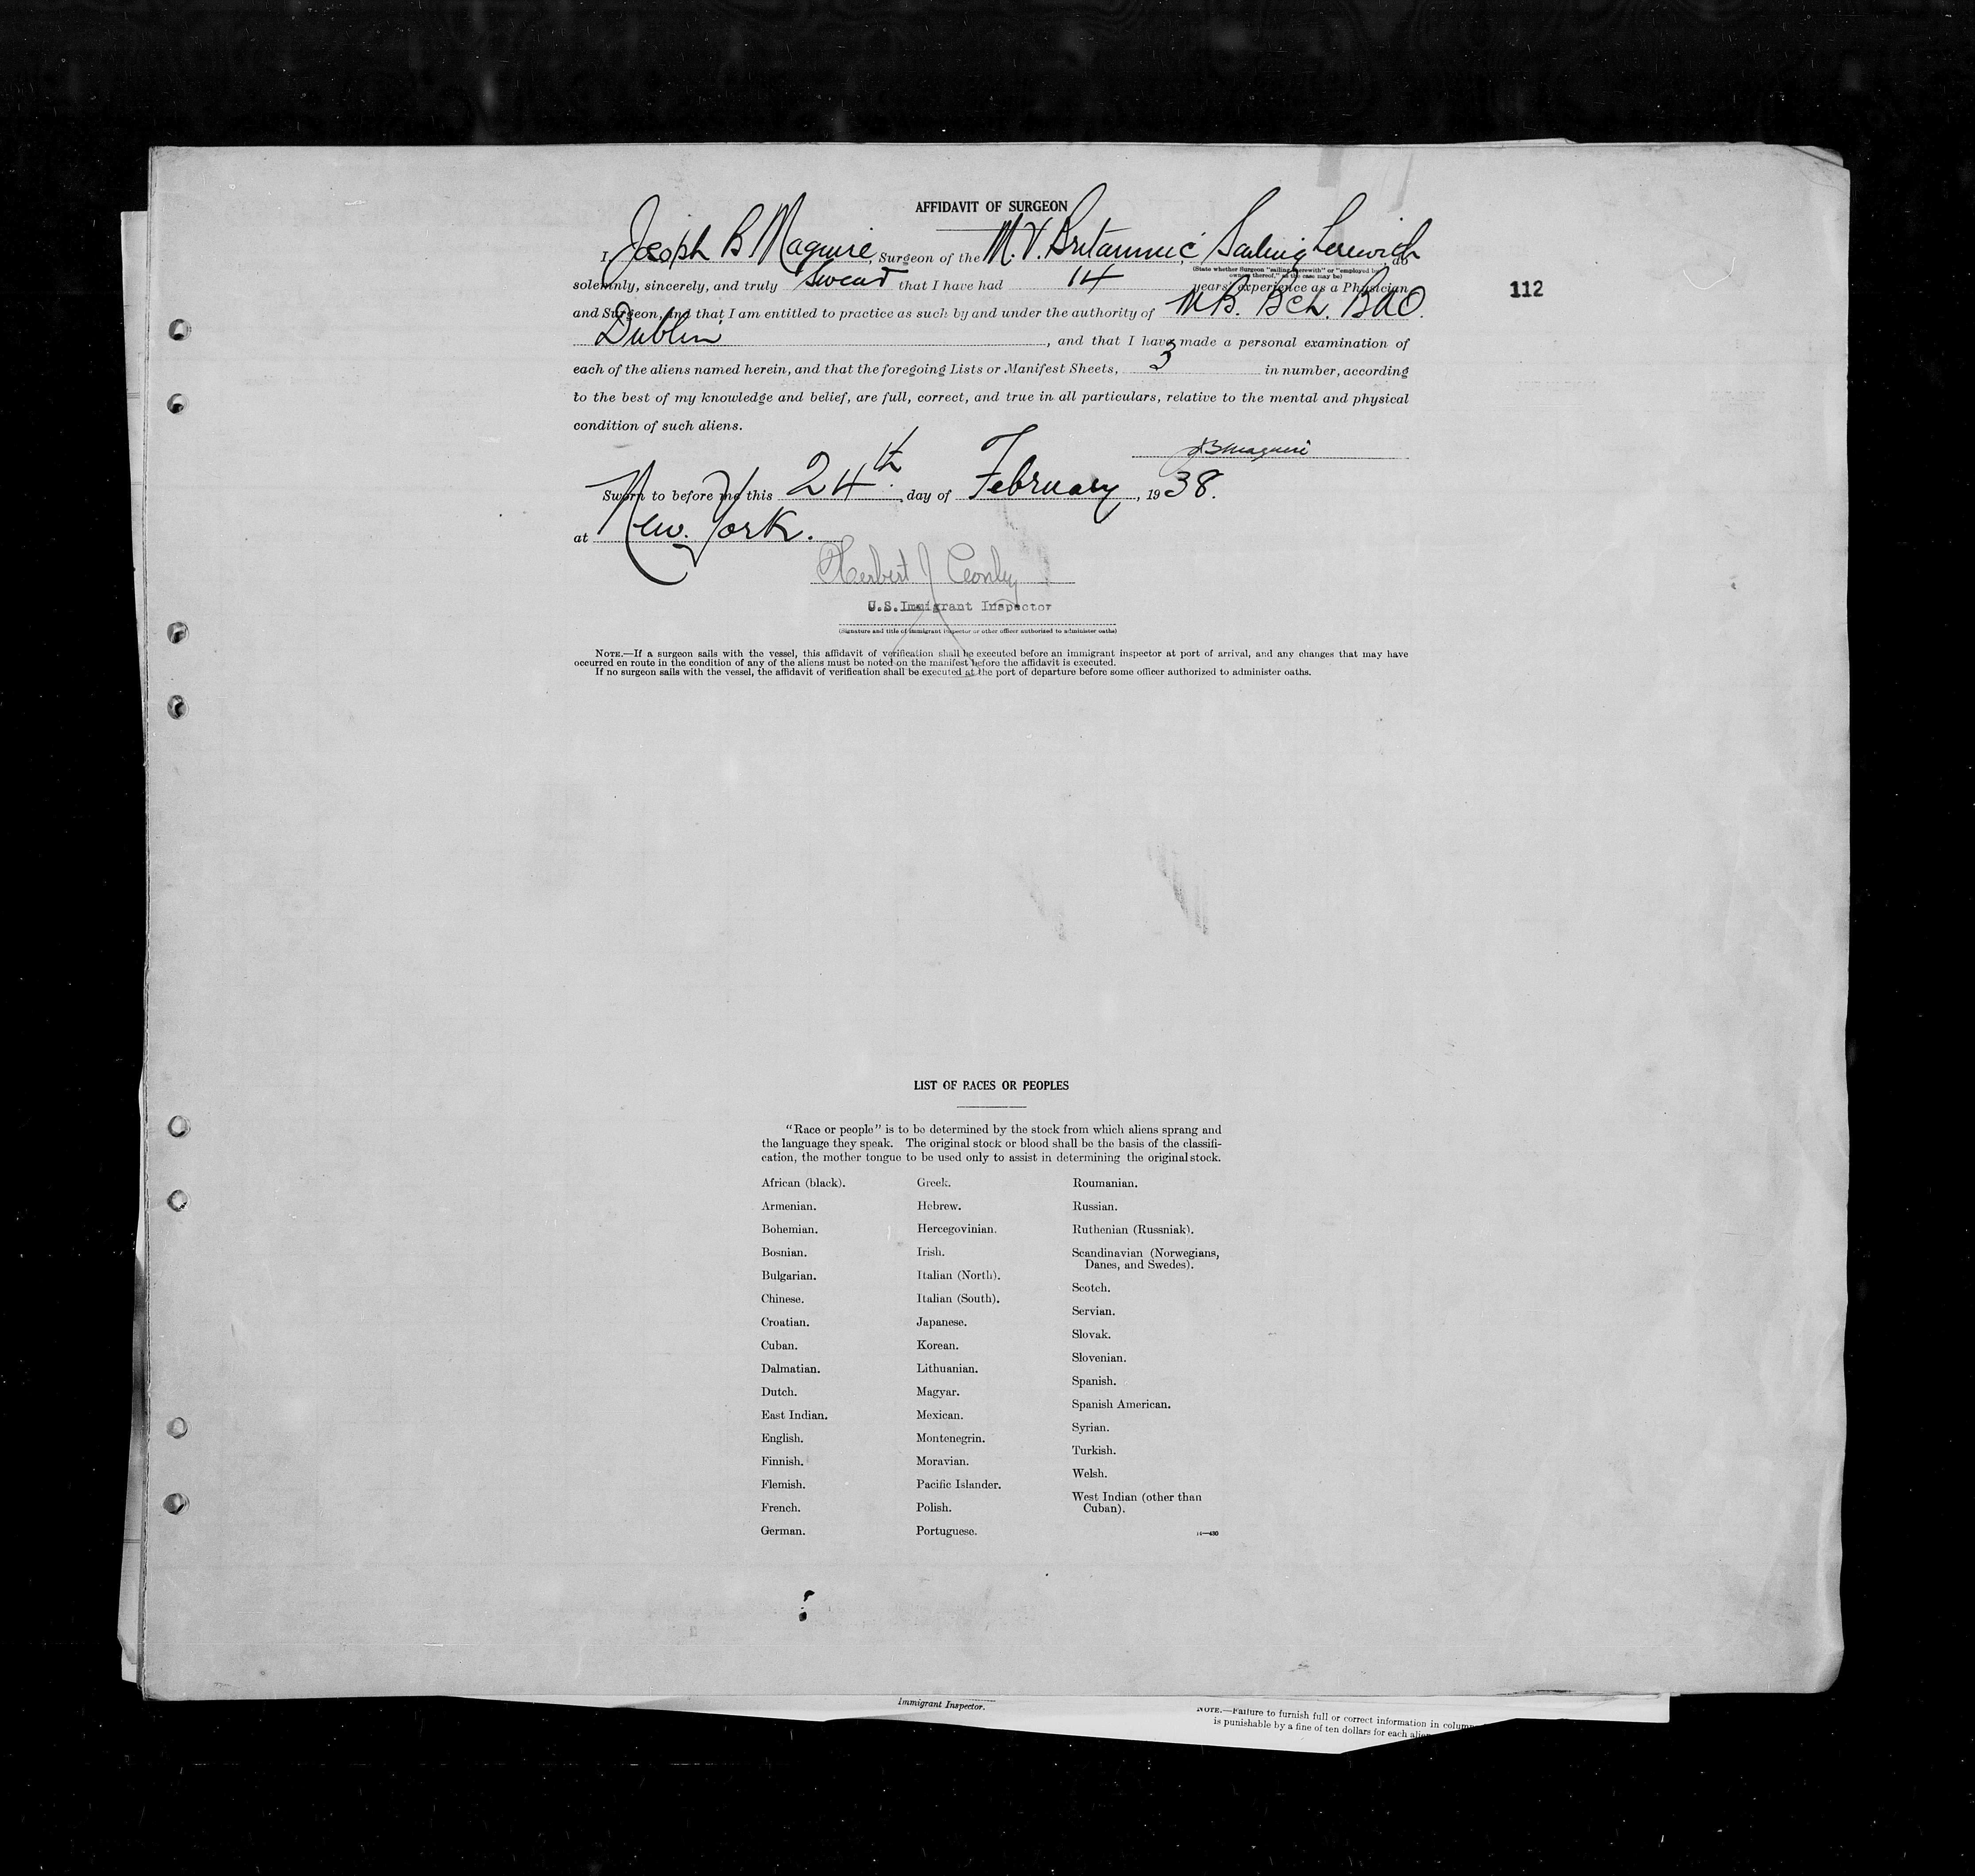 AFFIDAVIT OF SURGEON
I, Joseph B Maguire, Surgeon of the M.V. Britannic Sailing herewith, do
(State whether Surgeon "sailing therewith" or "employed by
owners thereof," as the case may be)
solemnly, sincerely, and truly swear that I have had 14 years' experience as a Physician
112
and Surgeon, and that I am entitled to practice as such by and under the authority of MB. BCh. BAO.
Dublin, and that I have made a personal examination of
each of the aliens named herein, and that the foregoing Lists or Manifest Sheets, 3 in number, according
to the best of my knowledge and belief, are full, correct, and true in all particulars, relative to the mental and physical
condition of such aliens.
JB Maguire
Sworn to before me this 24th. day of February, 1938.
at New. York.
Herbert J
U.S. Immigrant Inspector
(Signature and title of immigrant inspector or other officer authorized to administer oaths)
NOTE.—If a surgeon sails with the vessel, this affidavit of verification shall be executed before an immigrant inspector at port of arrival, and any changes that may have
occurred en route in the condition of any of the aliens must be noted on the manifest before the affidavit is executed.
If no surgeon sails with the vessel, the affidavit of verification shall be executed at the port of departure before some officer authorized to administer oaths.
LIST OF RACES OR PEOPLES
"Race or people" is to be determined by the stock from which aliens sprang and
the language they speak. The original stock or blood shall be the basis of the classifi-
cation, the mother tongue to be used only to assist in determining the original stock.
African (black).
Armenian.
Bohemian.
Bosnian.
Bulgarian.
Chinese.
Croatian.
Cuban.
Dalmatian.
Dutch.
East Indian.
English.
Finnish.
Flemish.
French.
German.
Greek.
Hebrew.
Hercegovinian.
Irish.
Italian (North).
Italian (South).
Japanese.
Korean.
Lithuanian.
Magyar.
Mexican.
Montenegrin.
Moravian.
Pacific Islander.
Polish.
Portuguese.
Roumanian.
Russian.
Ruthenian (Russniak).
Scandinavian (Norwegians,
Danes, and Swedes).
Scotch.
Servian.
Slovak.
Slovenian.
Spanish.
Spanish American.
Syrian.
Turkish.
Welsh.
West Indian (other than
Cuban).
14—430
Immigrant Inspector.
NOTE.—Failure to furnish full or correct information in
is punishable by a fine of ten dollars for each